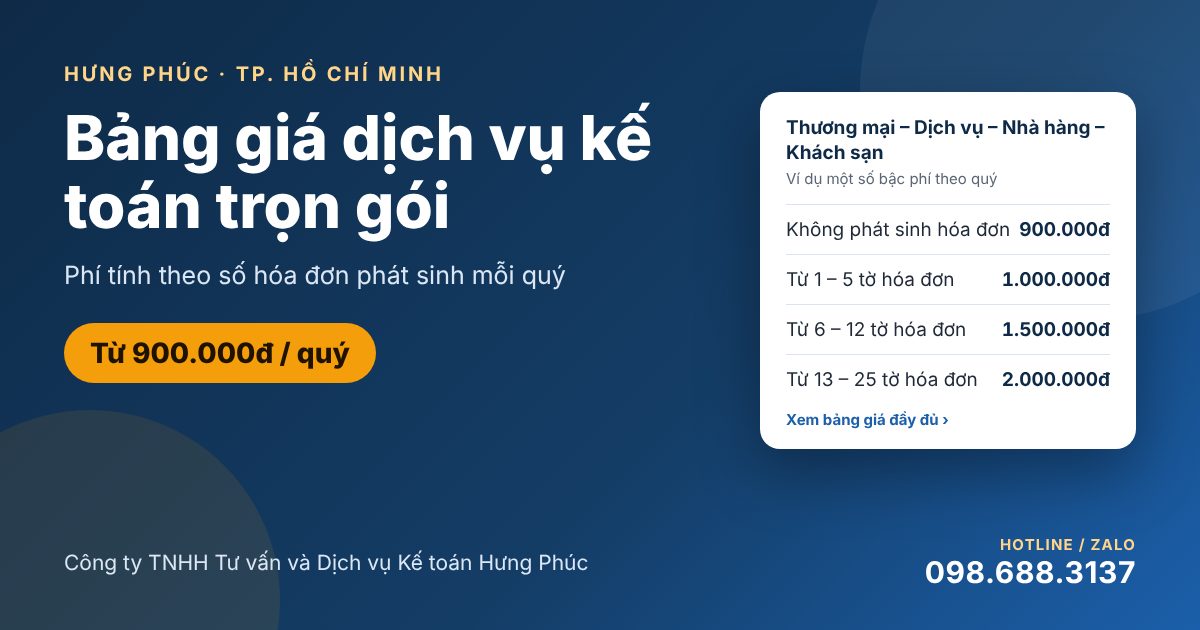 HƯNG PHÚC · TP. HỒ CHÍ MINH
Bảng giá dịch vụ kế
toán trọn gói
Phí tính theo số hóa đơn phát sinh mỗi quý
Từ 900.000đ / quý
Thương mại – Dịch vụ – Nhà hàng –
Khách sạn
Ví dụ một số bậc phí theo quý
Không phát sinh hóa đơn 900.000đ
Từ 1 – 5 tờ hóa đơn 1.000.000đ
Từ 6 – 12 tờ hóa đơn 1.500.000đ
Từ 13 – 25 tờ hóa đơn 2.000.000đ
Xem bảng giá đầy đủ ›
Công ty TNHH Tư vấn và Dịch vụ Kế toán Hưng Phúc
HOTLINE / ZALO
098.688.3137